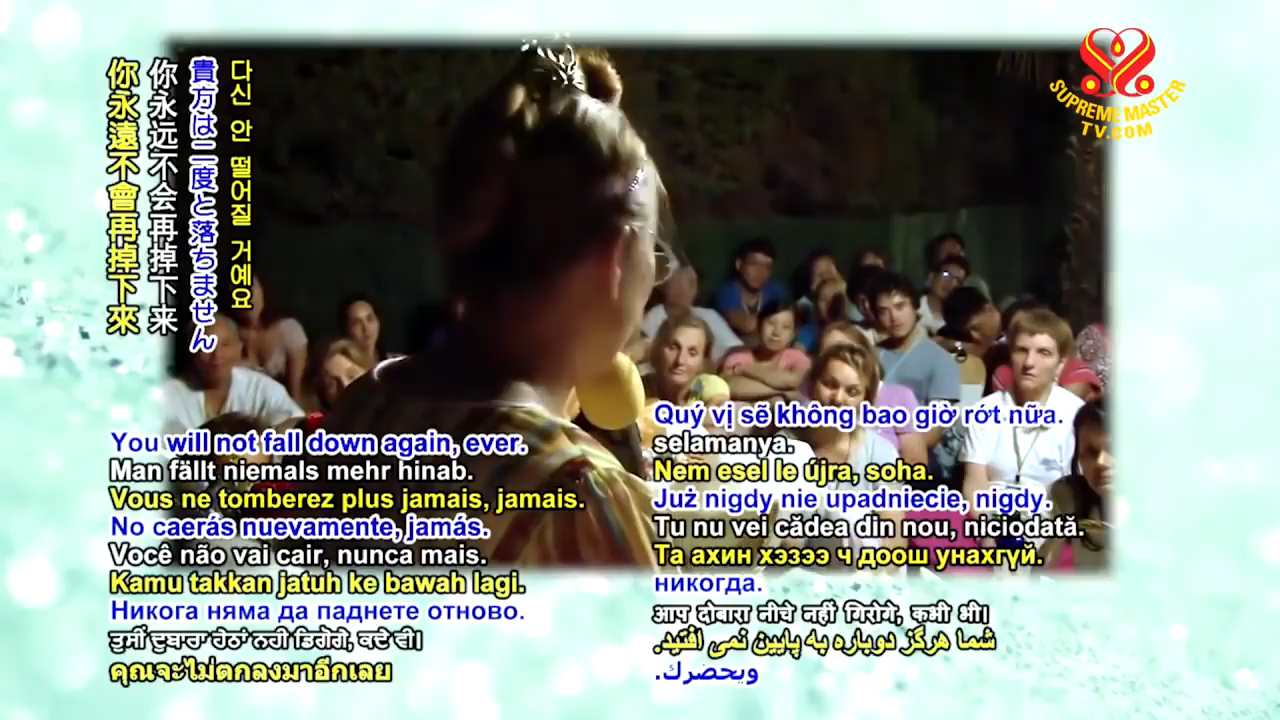 你永遠不會再掉下來
你永远不会再掉下来
貴方は二度と落ちません
다신 안 떨어질 거예요
SUPREME MASTER
TV.COM
You will not fall down again, ever.
Man fällt niemals mehr hinab.
Vous ne tomberez plus jamais, jamais.
No caerás nuevamente, jamás.
Você não vai cair, nunca mais.
Kamu takkan jatuh ke bawah lagi.
Никога няма да паднете отново.
ਤੁਸੀਂ ਦੁਬਾਰਾ ਹੇਠਾਂ ਨਹੀ ਡਿਗੋਗੇ, ਕਦੇ ਵੀ।
คุณจะไม่ตกลงมาอีกเลย
Quý vị sẽ không bao giờ rớt nữa.
selamanya.
Nem esel le újra, soha.
Już nigdy nie upadniecie, nigdy.
Tu nu vei cădea din nou, niciodată.
Та ахин хэзээ ч доош унахгүй.
никогда.
आप दोबारा नीचे नहीं गिरोगे, कभी भी।
شما هرگز دوباره به پایین نمی افتید.
ويحضرك.